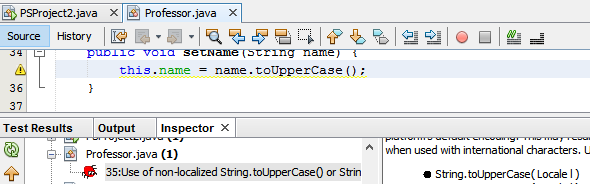 PSProject2.java Professor.java
Source History
34 public void setName(String name) {
this.name = name.toUpperCase();
36 }
37
Test Results Output Inspector
PSProject2.java (1)
Professor.java (1)
35:Use of non-localized String.toUpperCase() or Strin
platform's default encoding. This may resu
when used with international characters. U
String.toUpperCase( Locale l )